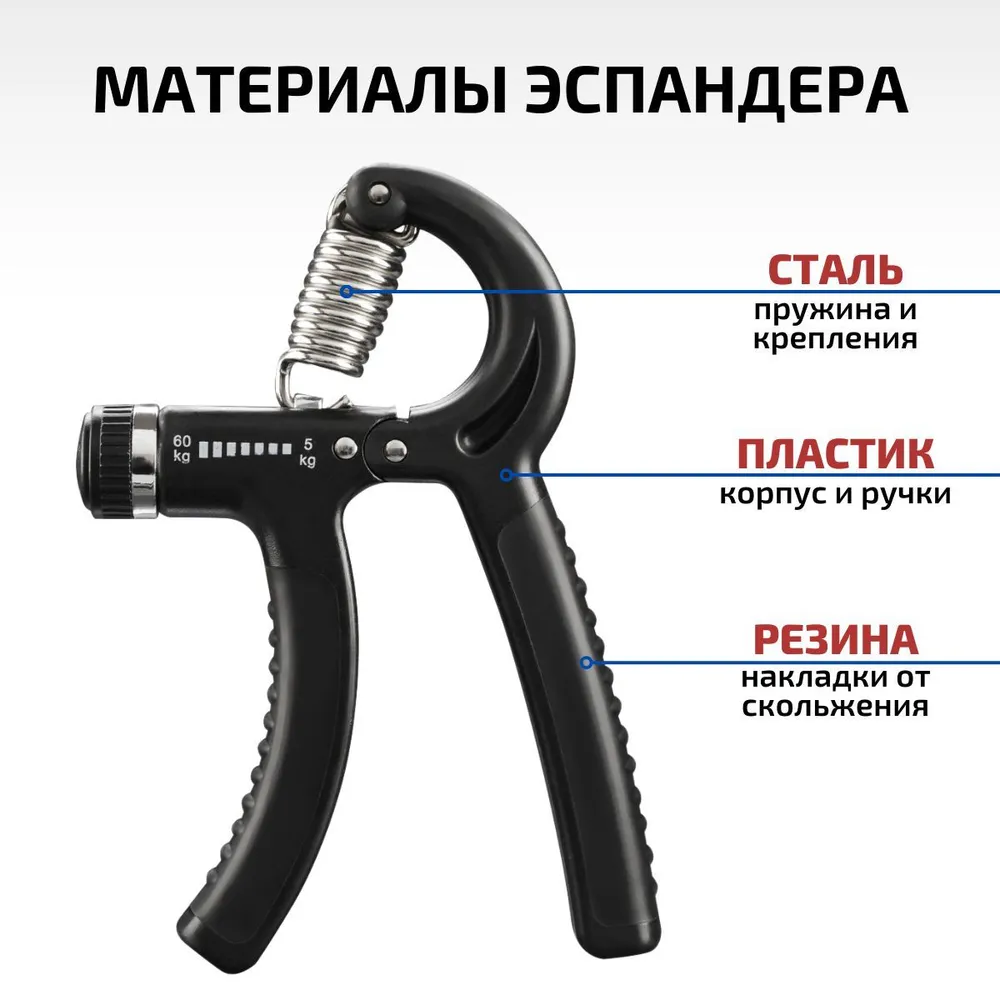 МАТЕРИАЛЫ ЭСПАНДЕРА
СТАЛЬ
пружина и
крепления
60 kg
5 kg
ПЛАСТИК
корпус и ручки
РЕЗИНА
накладки от
скольжения